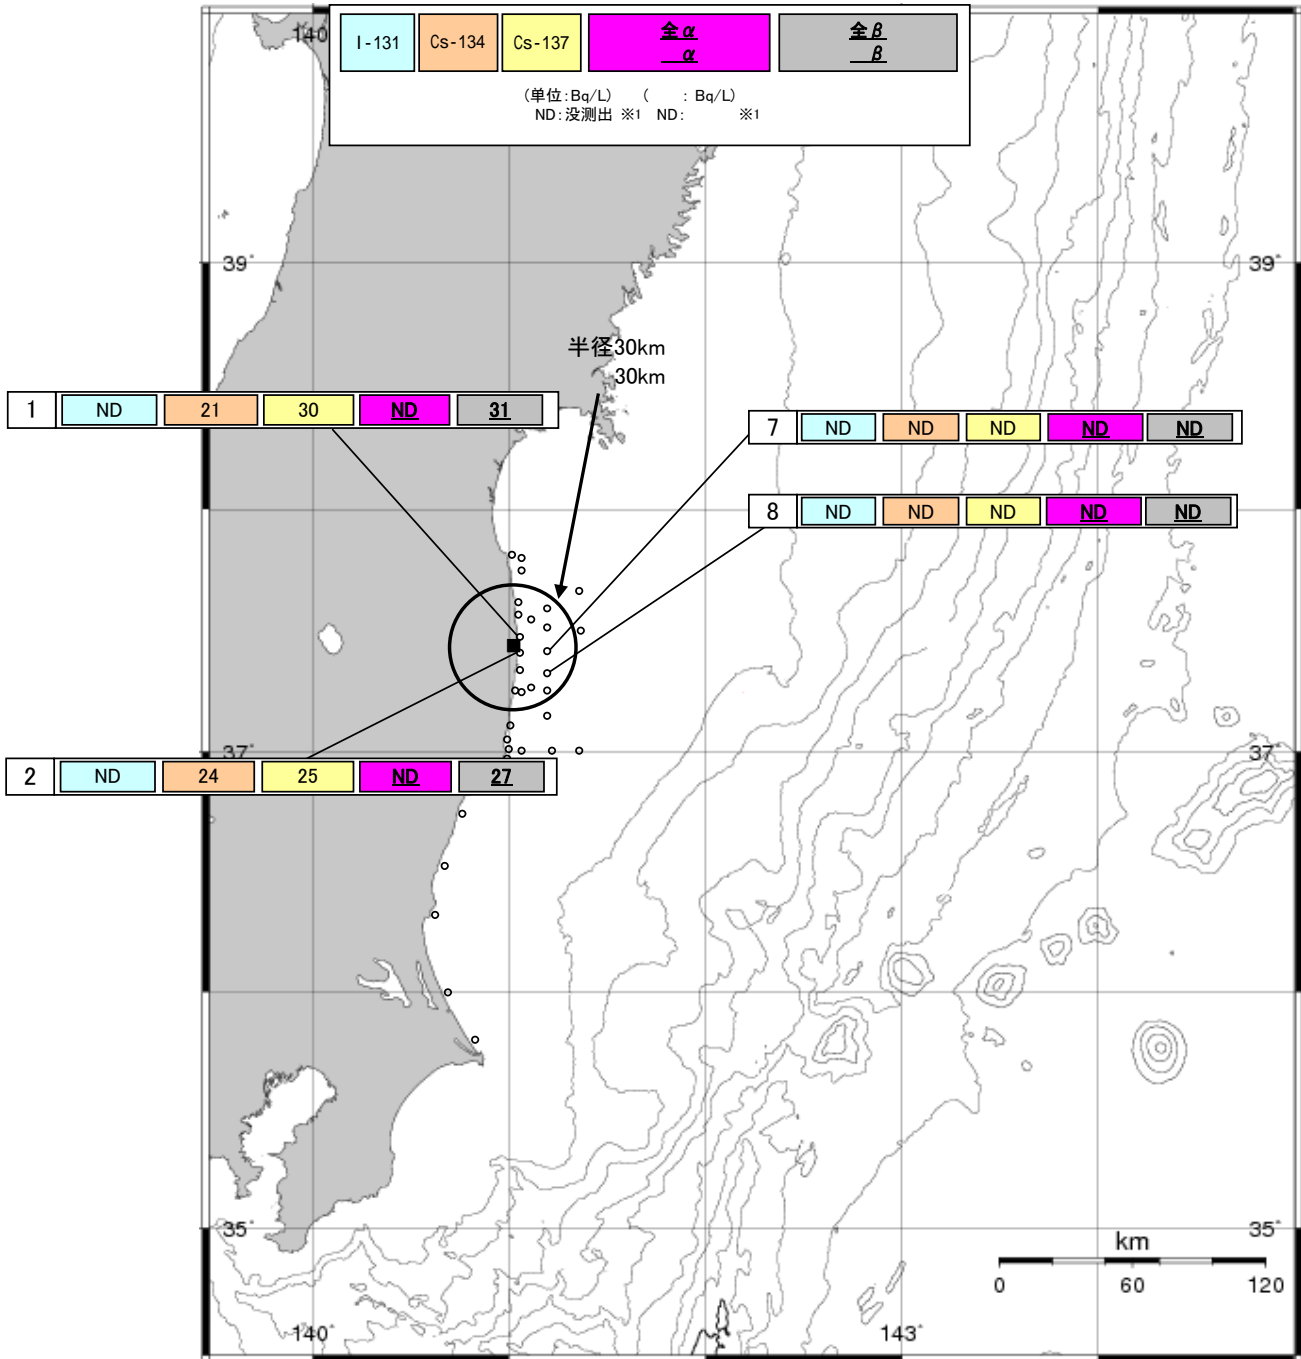 140
I-131 Cs-134 Cs-137 全α 全β
α β
(单位:Bq/L) ( : Bq/L)
ND:没测出 ※1 ND: ※1
39° 39°
半径30km
30km
1 ND 21 30 ND 31
7 ND ND ND ND ND
8 ND ND ND ND ND
37° 37°
2 ND 24 25 ND 27
35° 35°
km
0 60 120
140° 143°